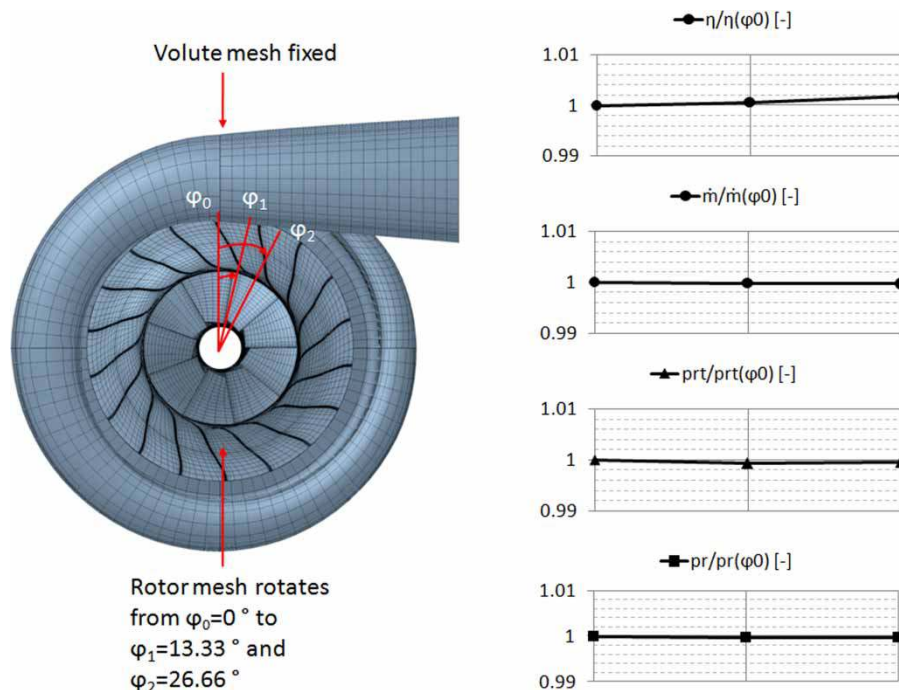 Volute mesh fixed
φ0
φ1
φ2
Rotor mesh rotates
from φ0=0 ° to
φ1=13.33 ° and
φ2=26.66 °
η/η(φ0) [-]
1.01
1
0.99
ṁ/ṁ(φ0) [-]
1.01
1
0.99
prt/prt(φ0) [-]
1.01
1
0.99
pr/pr(φ0) [-]
1.01
1
0.99